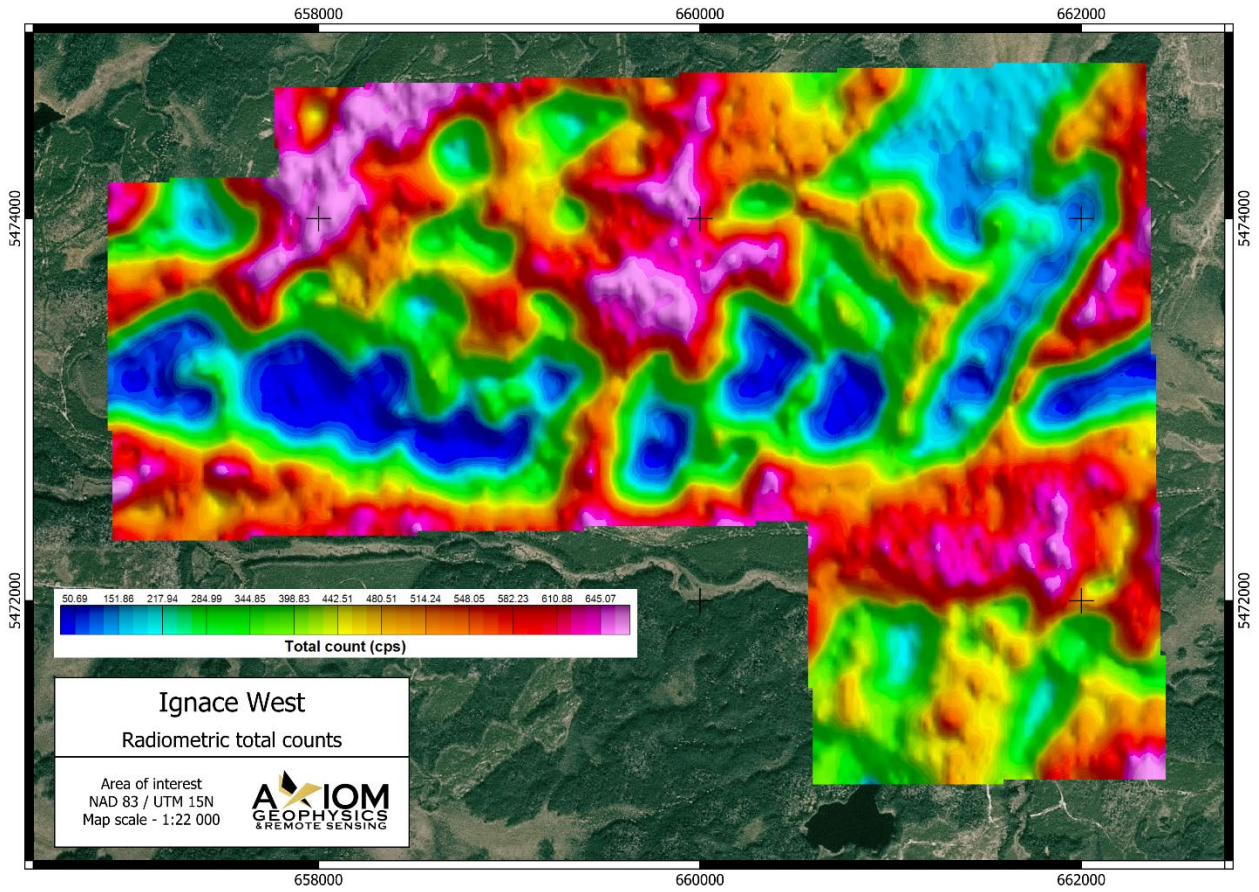 658000 660000 662000
5474000 5474000
5472000 5472000
50.69 151.86 217.94 284.99 344.85 398.83 442.51 480.51 514.24 548.05 582.23 610.88 645.07
Total count (cps)
Ignace West
Radiometric total counts
Area of interest
NAD 83 / UTM 15N
Map scale - 1:22 000
AXIOM
GEOPHYSICS
& REMOTE SENSING
658000 660000 662000